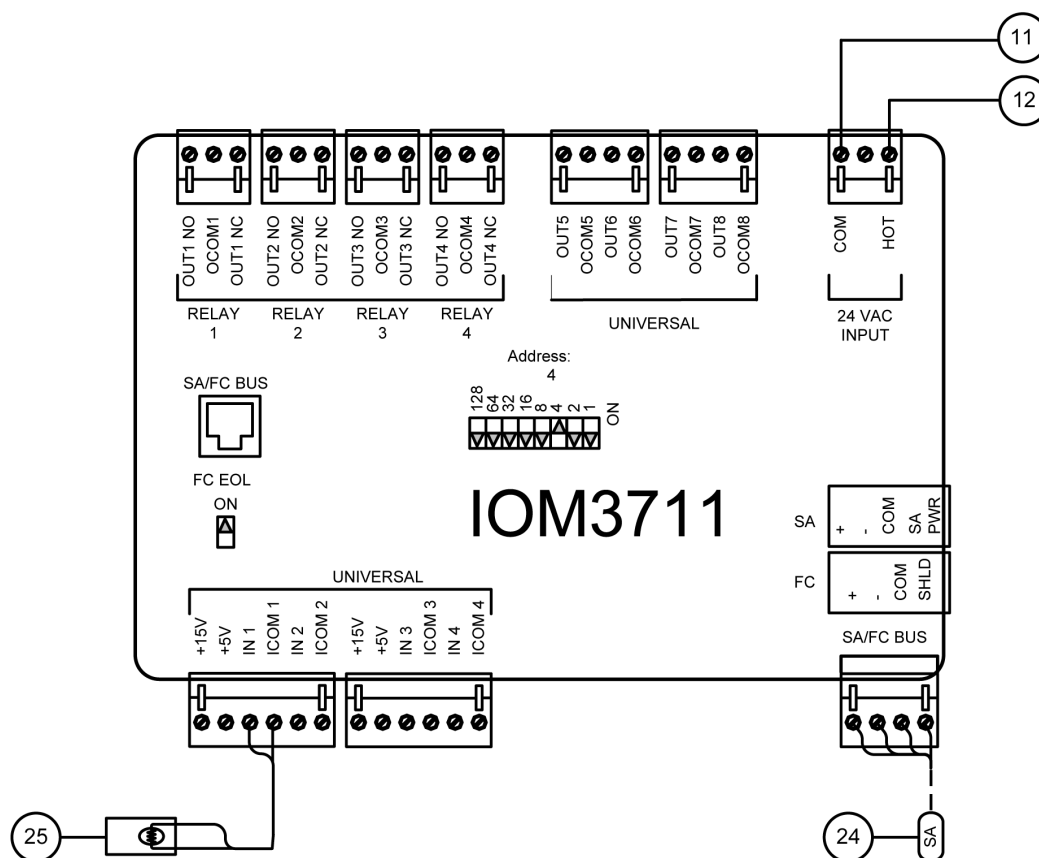 11
12
OUT1 NO
OCOM1
OUT1 NC
OUT2 NO
OCOM2
OUT2 NC
OUT3 NO
OCOM3
OUT3 NC
OUT4 NO
OCOM4
OUT4 NC
OUT5
OCOM5
OUT6
OCOM6
OUT7
OCOM7
OUT8
OCOM8
COM
HOT
RELAY
1
RELAY
2
RELAY
3
RELAY
4
UNIVERSAL
24 VAC
INPUT
Address:
4
128
64
32
16
8
4
2
1
ON
SA/FC BUS
FC EOL
ON
IOM3711
SA
+
-
COM
SA
PWR
FC
+
-
COM
SHLD
SA/FC BUS
UNIVERSAL
+15V
+5V
IN 1
ICOM 1
IN 2
ICOM 2
+15V
+5V
IN 3
ICOM 3
IN 4
ICOM 4
25
24
SA